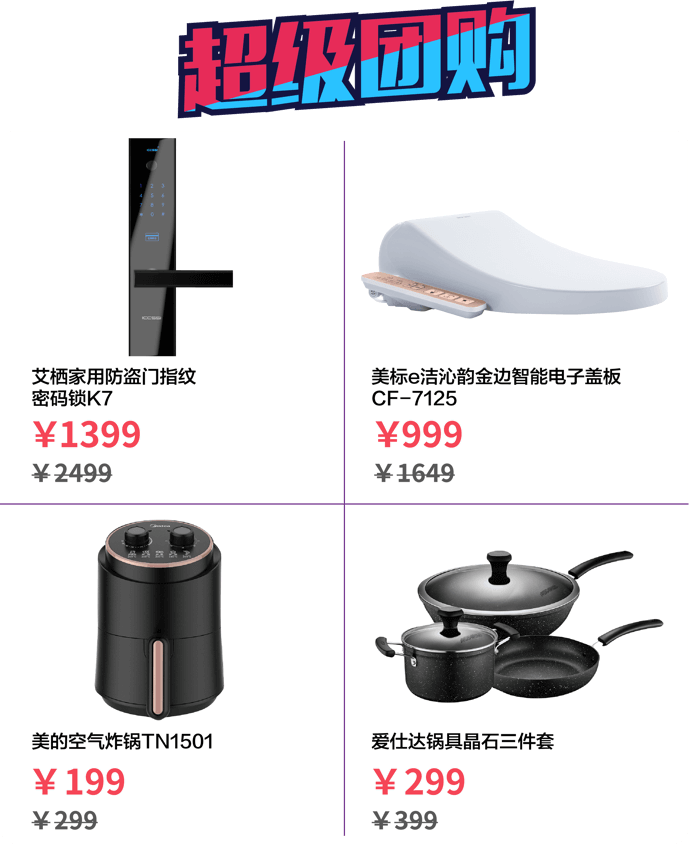 超级团购
艾栖家用防盗门指纹
密码锁K7
￥1399
￥2499
美标e洁沁韵金边智能电子盖板
CF-7125
￥999
￥1649
美的空气炸锅TN1501
￥199
￥299
爱仕达锅具晶石三件套
￥299
￥399